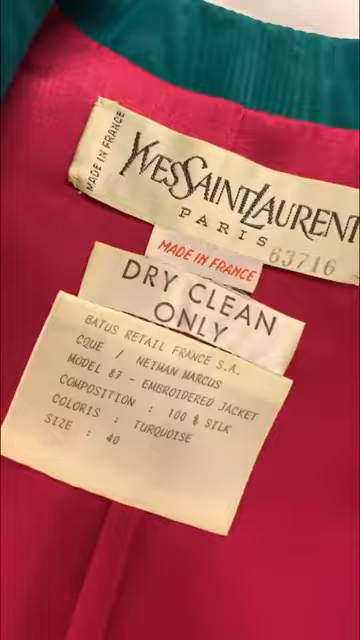 MADE IN FRANCE
YVES SAINT LAURENT
PARIS
63716
MADE IN FRANCE
DRY CLEAN
ONLY
BATUS RETAIL FRANCE S.A.
CQUE / NEIMAN MARCUS
MODEL 87 - EMBROIDERED JACKET
COMPOSITION : 100 $ SILK
COLORIS : TURQUOISE
SIZE : 40